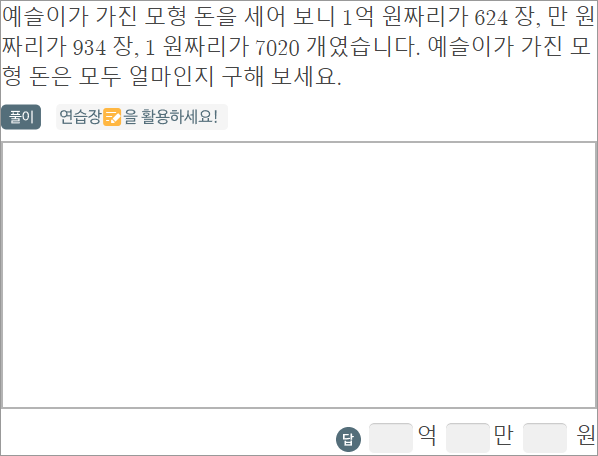 예슬이가 가진 모형 돈을 세어 보니 1억 원짜리가 624 장, 만 원
짜리가 934 장, 1 원짜리가 7020 개였습니다. 예슬이가 가진 모
형 돈은 모두 얼마인지 구해 보세요.
풀이 연습장을 활용하세요!
답 억 만 원